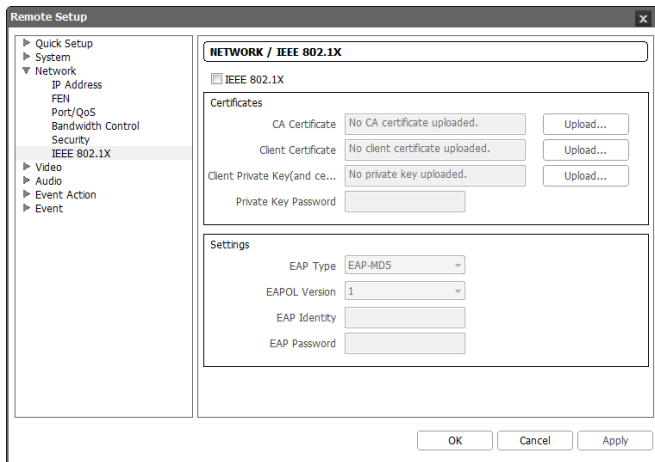 Remote Setup
x
Quick Setup
System
Network
IP Address
FEN
Port/QoS
Bandwidth Control
Security
IEEE 802.1X
Video
Audio
Event Action
Event
NETWORK / IEEE 802.1X
IEEE 802.1X
Certificates
CA Certificate No CA certificate uploaded. Upload...
Client Certificate No client certificate uploaded. Upload...
Client Private Key(and ce... No private key uploaded. Upload...
Private Key Password
Settings
EAP Type EAP-MD5
EAPOL Version 1
EAP Identity
EAP Password
OK Cancel Apply